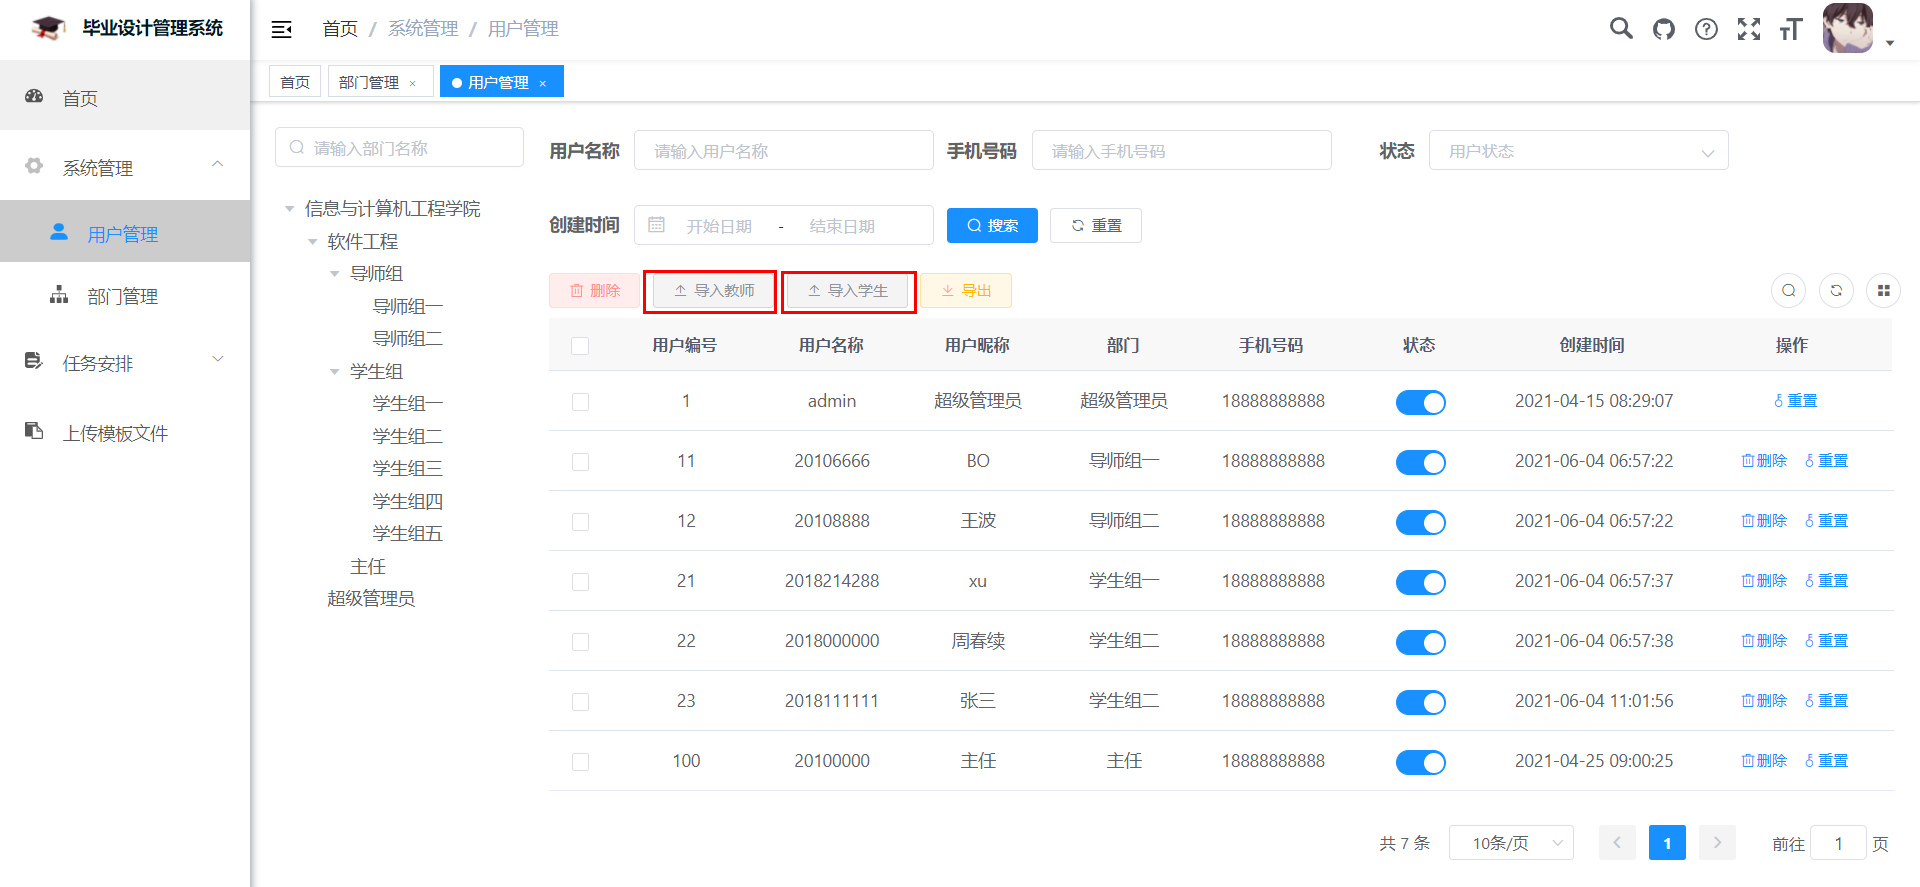 毕业设计管理系统
首页 / 系统管理 / 用户管理
首页 部门管理 × 用户管理 ×
首页
系统管理
用户管理
部门管理
任务安排
上传模板文件
请输入部门名称
信息与计算机工程学院
软件工程
导师组
导师组一
导师组二
学生组
学生组一
学生组二
学生组三
学生组四
学生组五
主任
超级管理员
用户名称 请输入用户名称 手机号码 请输入手机号码 状态 用户状态
创建时间 开始日期 - 结束日期 搜索 重置
删除 导入教师 导入学生 导出
用户编号 用户名称 用户昵称 部门 手机号码 状态 创建时间 操作
1 admin 超级管理员 超级管理员 18888888888 2021-04-15 08:29:07 重置
11 20106666 BO 导师组一 18888888888 2021-06-04 06:57:22 删除 重置
12 20108888 王波 导师组二 18888888888 2021-06-04 06:57:22 删除 重置
21 2018214288 xu 学生组一 18888888888 2021-06-04 06:57:37 删除 重置
22 2018000000 周春续 学生组二 18888888888 2021-06-04 06:57:38 删除 重置
23 2018111111 张三 学生组二 18888888888 2021-06-04 11:01:56 删除 重置
100 20100000 主任 主任 18888888888 2021-04-25 09:00:25 删除 重置
共 7 条 10条/页 1 前往 1 页